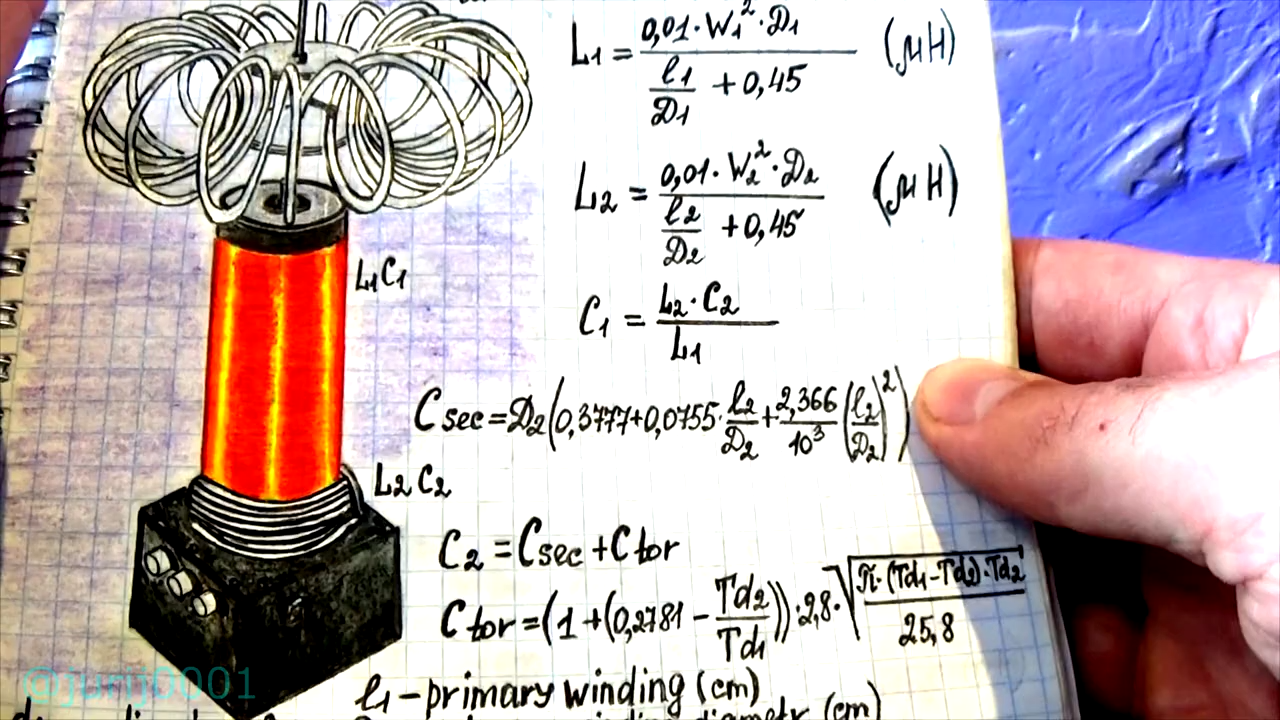 L1 = 0,01·W1²·D1 / (l1/D1 + 0,45) (μH)
L2 = 0,01·W2²·D2 / (l2/D2 + 0,45) (μH)
L1C1
C1 = L2·C2 / L1
Csec = D2(0,3777+0,0755·l2/D2 + 2,366/10³ (l2/D2)²)
L2C2
C2 = Csec + Ctor
Ctor = (1 + (0,2781 − Td2/Td1))·2,8·√(π·(Td1−Td2)·Td2 / 25,8)
@jurij0001
l1 – primary winding (cm)
winding diametr (cm)